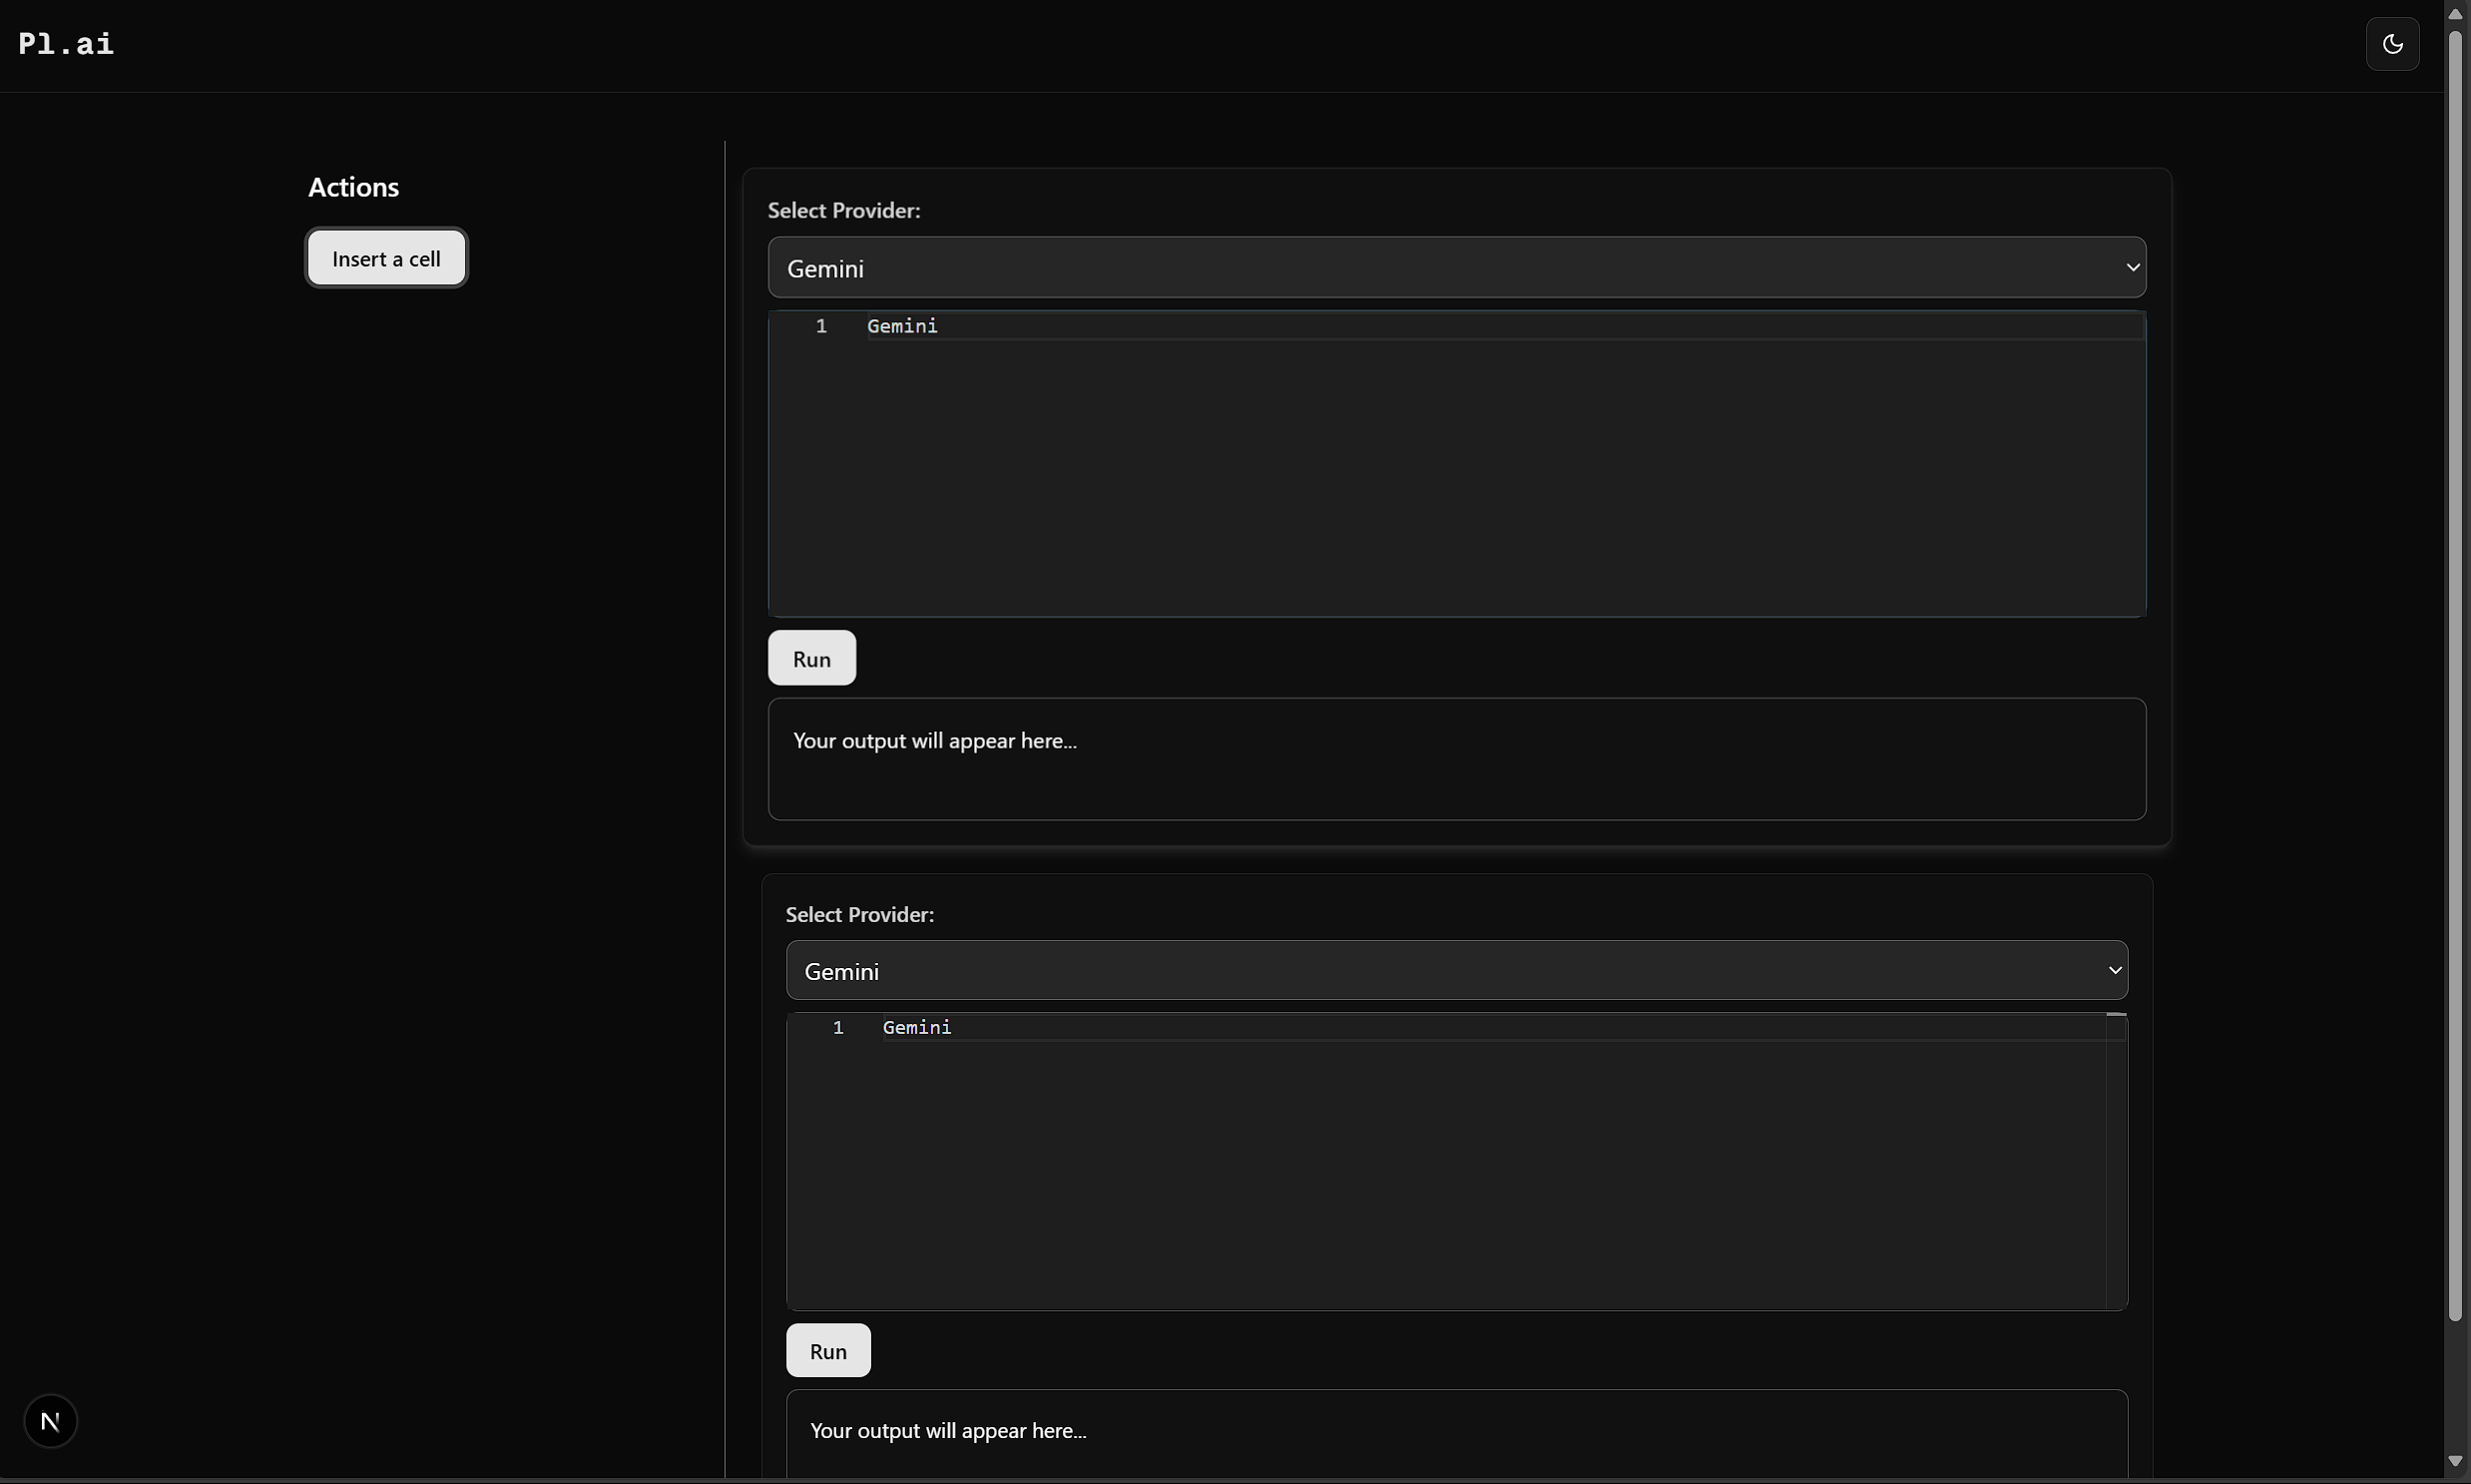 Pl.ai
Actions
Insert a cell
Select Provider:
Gemini
1 Gemini
Run
Your output will appear here...
Select Provider:
Gemini
1 Gemini
Run
Your output will appear here...
N